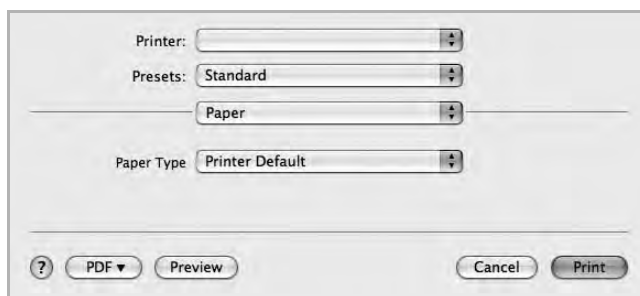 Printer:
Presets: Standard
Paper
Paper Type Printer Default
? PDF▼ Preview Cancel Print